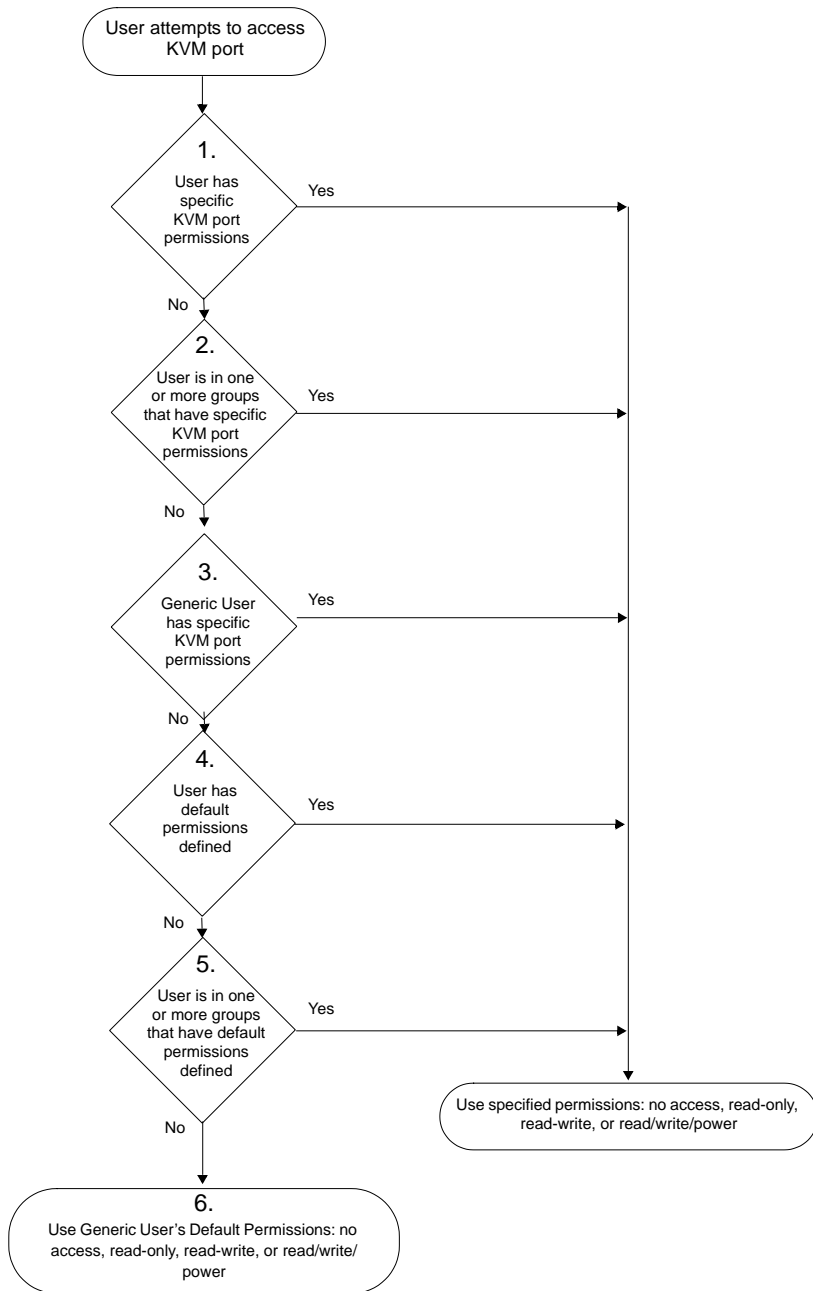 User attempts to access
KVM port
1.
User has
specific
KVM port
permissions
Yes
No
2.
User is in one
or more groups
that have specific
KVM port
permissions
Yes
No
3.
Generic User
has specific
KVM port
permissions
Yes
No
4.
User has
default
permissions
defined
Yes
No
5.
User is in one
or more groups
that have default
permissions
defined
Yes
No
Use specified permissions: no access, read-only,
read-write, or read/write/power
6.
Use Generic User's Default Permissions: no
access, read-only, read-write, or read/write/
power